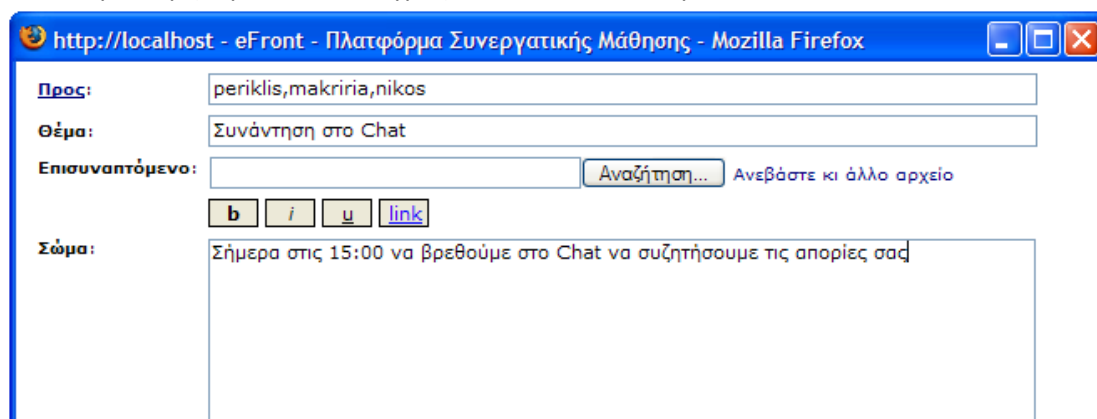 http://localhost - eFront - Πλατφόρμα Συνεργατικής Μάθησης - Mozilla Firefox
Προς: periklis,makriria,nikos
Θέμα: Συνάντηση στο Chat
Επισυναπτόμενο: Αναζήτηση... Ανεβάστε κι άλλο αρχείο
b i u link
Σώμα: Σήμερα στις 15:00 να βρεθούμε στο Chat να συζητήσουμε τις απορίες σας